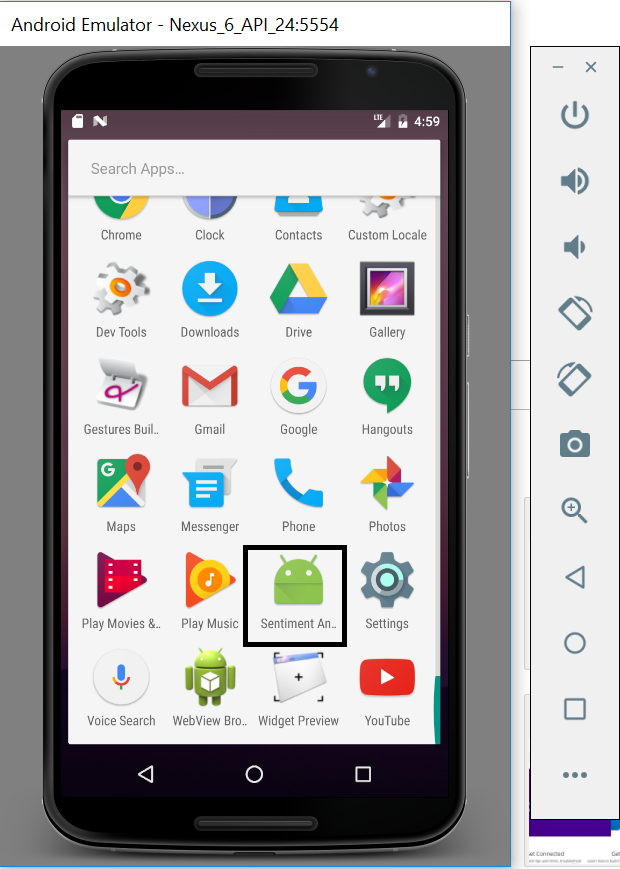 Android Emulator - Nexus_6_API_24:5554
LTE 4:59
Search Apps...
Chrome Clock Contacts Custom Locale
Dev Tools Downloads Drive Gallery
Gestures Buil.. Gmail Google Hangouts
Maps Messenger Phone Photos
Play Movies &.. Play Music Sentiment An.. Settings
Voice Search WebView Bro.. Widget Preview YouTube